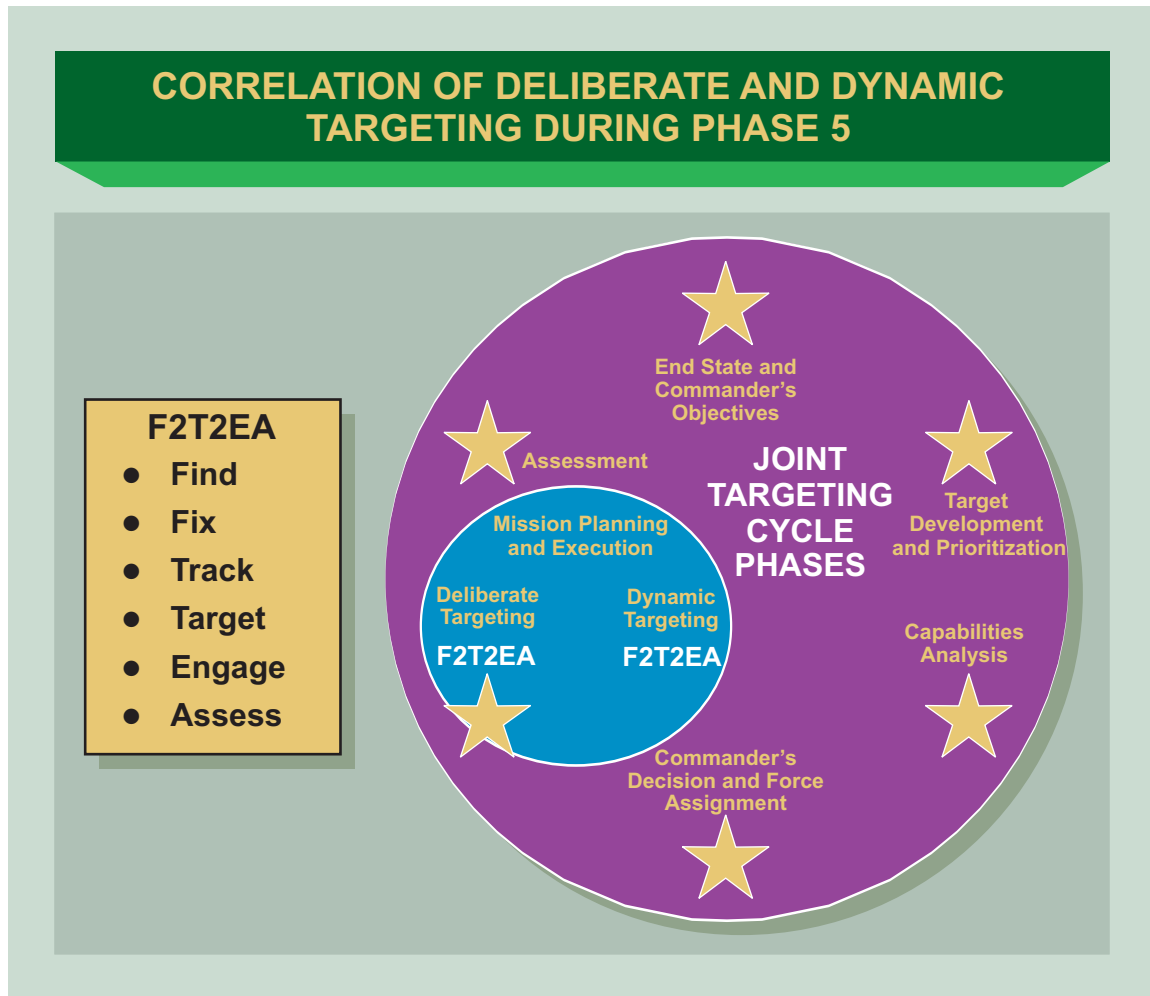 CORRELATION OF DELIBERATE AND DYNAMIC
TARGETING DURING PHASE 5
F2T2EA
● Find
● Fix
● Track
● Target
● Engage
● Assess
End State and
Commander’s
Objectives
Assessment
JOINT
TARGETING
CYCLE
PHASES
Target
Development
and Prioritization
Mission Planning
and Execution
Deliberate
Targeting
F2T2EA
Dynamic
Targeting
F2T2EA
Capabilities
Analysis
Commander’s
Decision and Force
Assignment